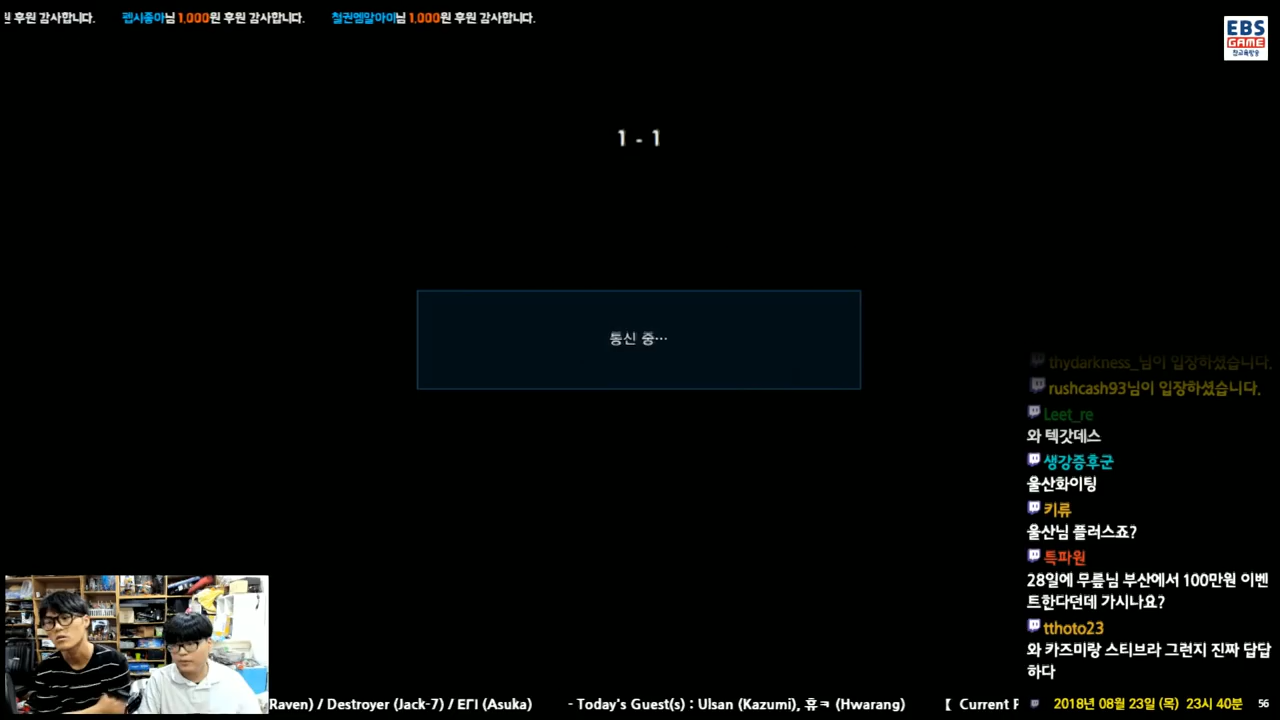 원 후원 감사합니다. 펩시좋아님 1,000원 후원 감사합니다. 철권엠알아이님 1,000원 후원 감사합니다.
EBS
GAME
참교육방송
1 - 1
통신 중…
thydarkness_님이 입장하셨습니다.
rushcash93님이 입장하셨습니다.
Leet_re
와 텍갓데스
생강증후군
울산화이팅
키류
울산님 플러스죠?
특파원
28일에 무릎님 부산에서 100만원 이벤
트한다던데 가시나요?
tthoto23
와 카즈미랑 스티브라 그런지 진짜 답답
하다
Raven) / Destroyer (Jack-7) / EГI (Asuka) - Today's Guest(s) : Ulsan (Kazumi), 휴ㅋ (Hwarang) 【 Current P
2018년 08월 23일 (목) 23시 40분 56